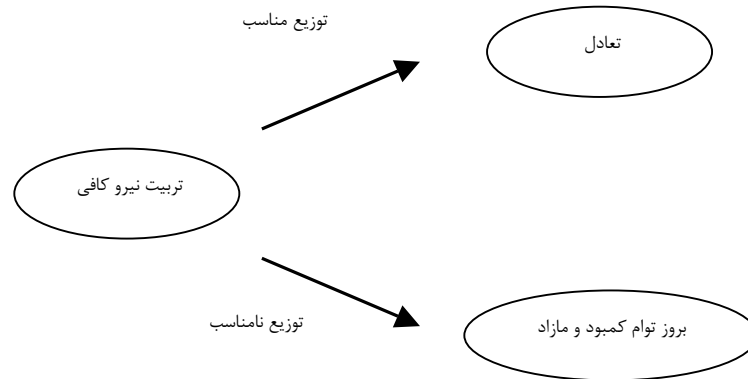 توزیع مناسب
تعادل
تربیت نیرو کافی
بروز توام کمبود و مازاد
توزیع نامناسب